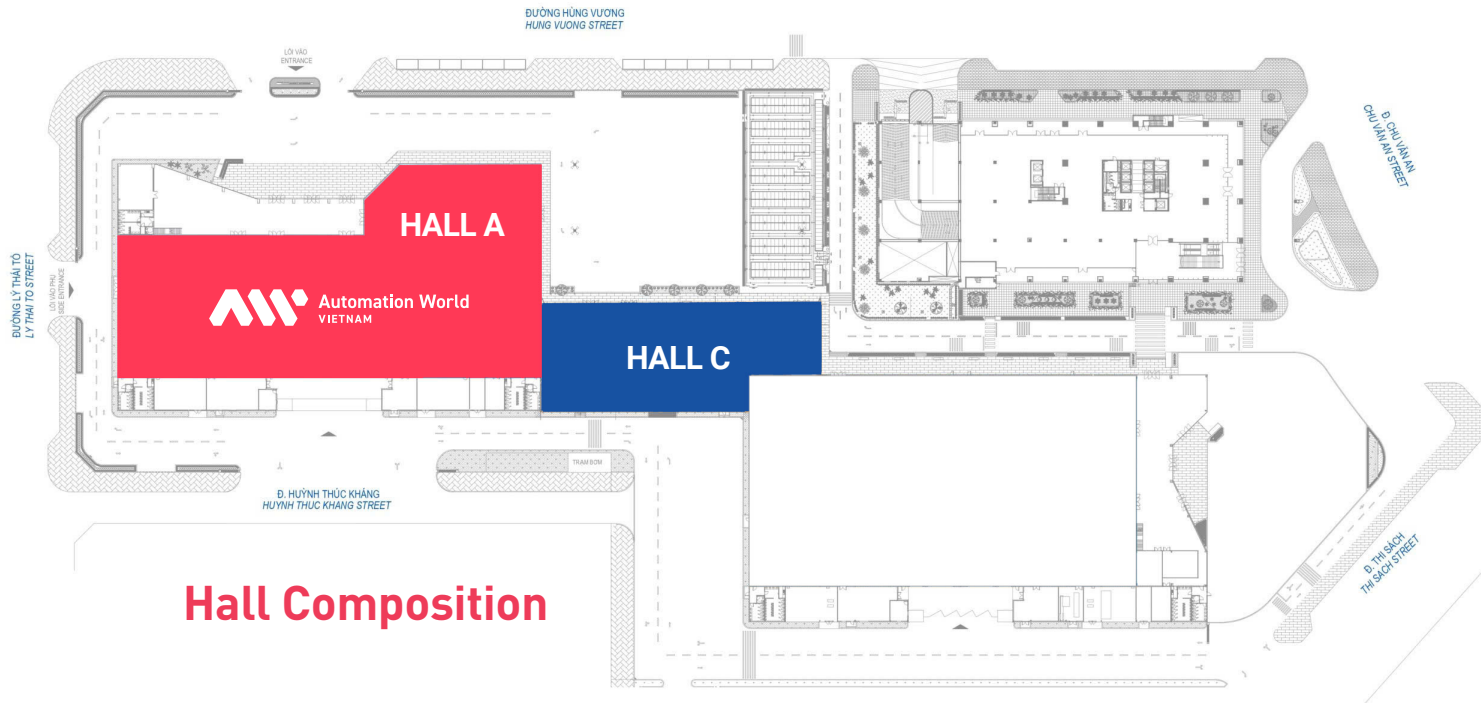 ĐƯỜNG HÙNG VƯƠNG
HUNG VUONG STREET
LỐI VÀO
ENTRANCE
Đ. CHU VĂN AN
CHU VĂN AN STREET
HALL A
Automation World
VIETNAM
ĐƯỜNG LÝ THÁI TỔ
LY THAI TO STREET
LỐI VÀO PHỤ
SIDE ENTRANCE
HALL C
TRẠM BƠM
Đ. HUỲNH THÚC KHÁNG
HUYNH THUC KHANG STREET
Đ. THI SÁCH
THI SACH STREET
Hall Composition